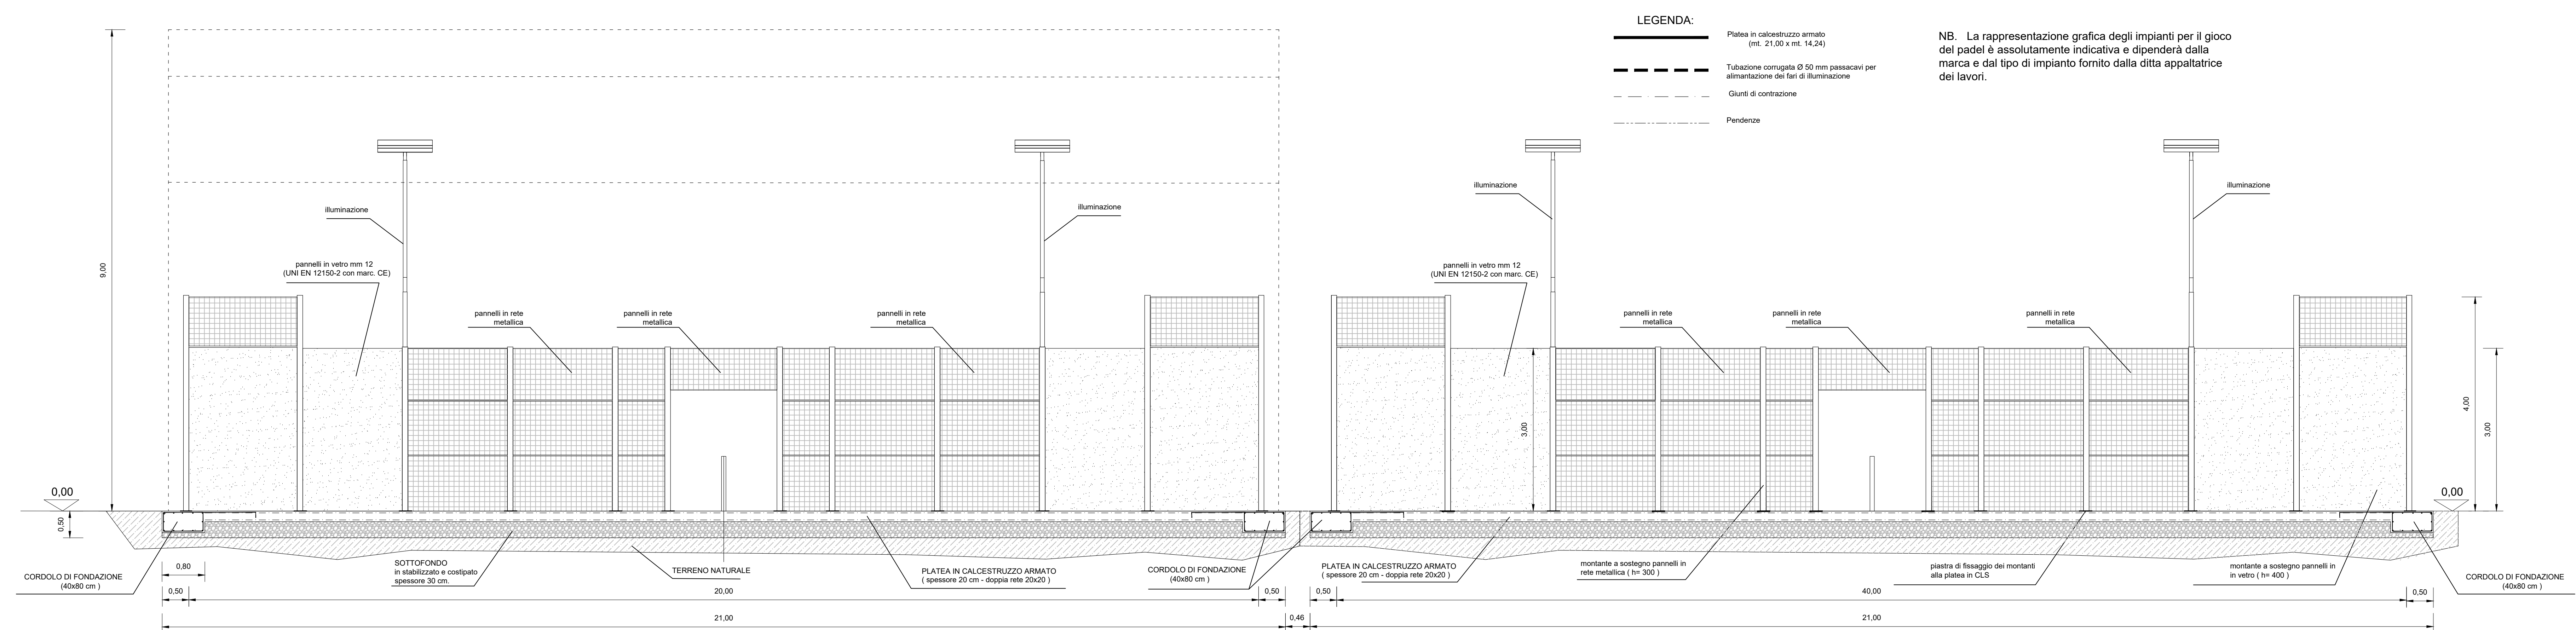 LEGENDA:
Platea in calcestruzzo armato
(mt. 21,00 x mt. 14,24)
Tubazione corrugata Ø 50 mm passacavi per
alimantazione dei fari di illuminazione
Giunti di contrazione
Pendenze
NB. La rappresentazione grafica degli impianti per il gioco
del padel è assolutamente indicativa e dipenderà dalla
marca e dal tipo di impianto fornito dalla ditta appaltatrice
dei lavori.
illuminazione
illuminazione
illuminazione
illuminazione
9,00
pannelli in vetro mm 12
(UNI EN 12150-2 con marc. CE)
pannelli in rete
metallica
pannelli in rete
metallica
pannelli in rete
metallica
pannelli in vetro mm 12
(UNI EN 12150-2 con marc. CE)
pannelli in rete
metallica
pannelli in rete
metallica
pannelli in rete
metallica
3,00
4,00
3,00
0,00
0,00
0,50
CORDOLO DI FONDAZIONE
(40x80 cm )
0,80
SOTTOFONDO
in stabilizzato e costipato
spessore 30 cm.
TERRENO NATURALE
PLATEA IN CALCESTRUZZO ARMATO
( spessore 20 cm - doppia rete 20x20 )
CORDOLO DI FONDAZIONE
(40x80 cm )
PLATEA IN CALCESTRUZZO ARMATO
( spessore 20 cm - doppia rete 20x20 )
montante a sostegno pannelli in
rete metallica ( h= 300 )
piastra di fissaggio dei montanti
alla platea in CLS
montante a sostegno pannelli in
in vetro ( h= 400 )
CORDOLO DI FONDAZIONE
(40x80 cm )
0,50
20,00
0,50
0,50
40,00
0,50
21,00
0,46
21,00